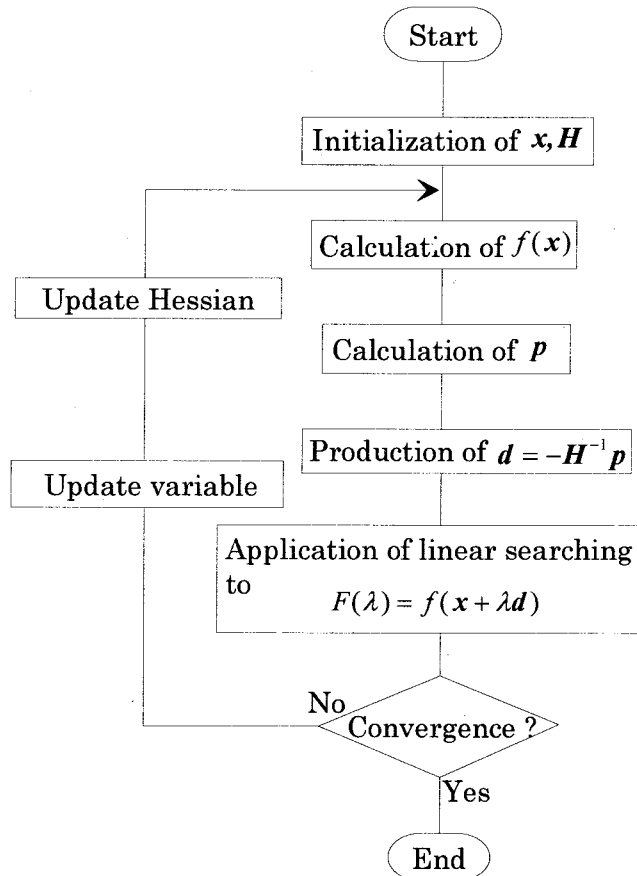 Start
Initialization of x, H
Calculation of f(x)
Update Hessian
Calculation of p
Production of d = −H⁻¹ p
Update variable
Application of linear searching
to
F(λ) = f(x + λd)
No
Convergence ?
Yes
End